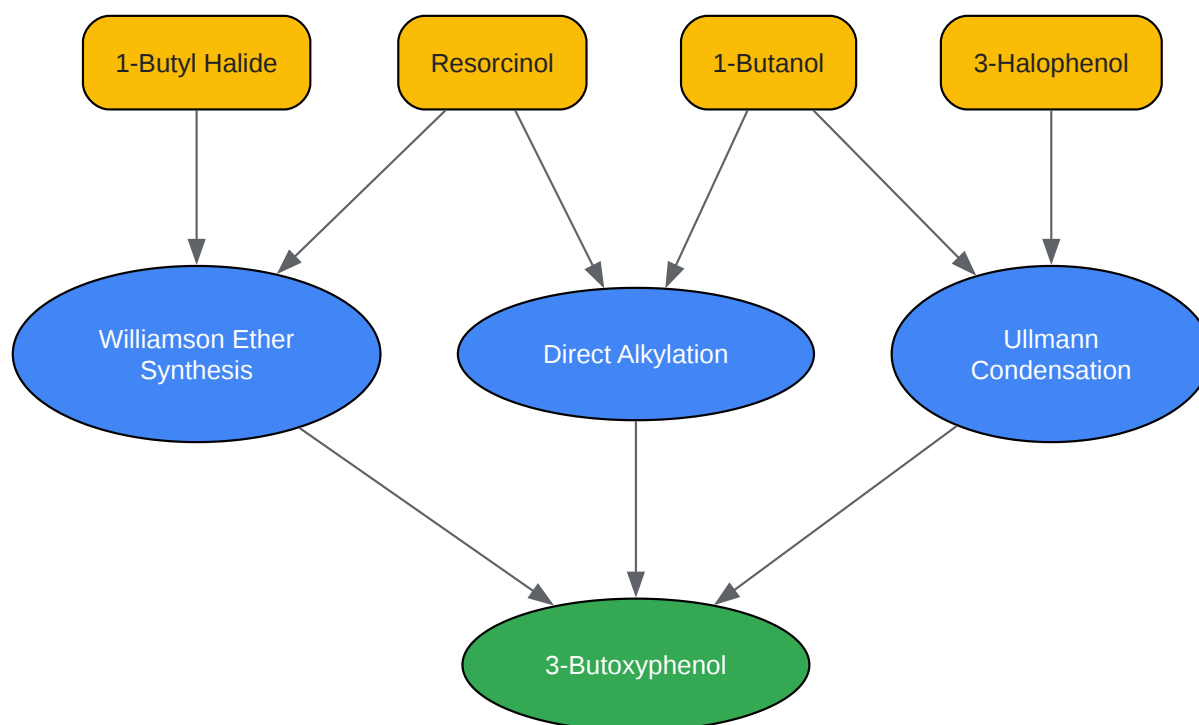 1-Butyl Halide
Resorcinol
1-Butanol
3-Halophenol
Williamson Ether
Synthesis
Direct Alkylation
Ullmann
Condensation
3-Butoxyphenol